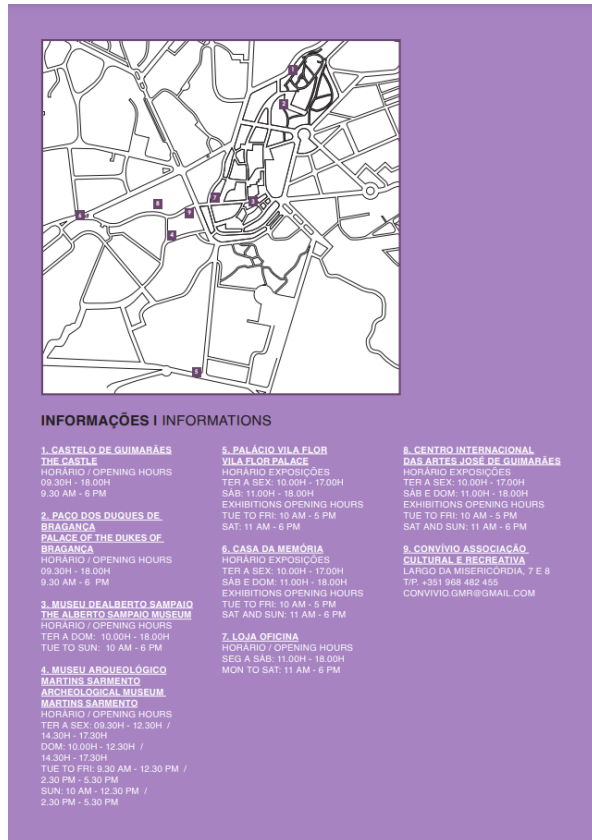 1
2
3
7
8
9
6
4
5
INFORMAÇÕES I INFORMATIONS
1. CASTELO DE GUIMARÃES
THE CASTLE
HORÁRIO / OPENING HOURS
09.30H - 18.00H
9.30 AM - 6 PM
2. PAÇO DOS DUQUES DE
BRAGANÇA
PALACE OF THE DUKES OF
BRAGANÇA
HORÁRIO / OPENING HOURS
09.30H - 18.00H
9.30 AM - 6 PM
3. MUSEU DEALBERTO SAMPAIO
THE ALBERTO SAMPAIO MUSEUM
HORÁRIO / OPENING HOURS
TER A DOM: 10.00H - 18.00H
TUE TO SUN: 10 AM - 6 PM
4. MUSEU ARQUEOLÓGICO
MARTINS SARMENTO
ARCHEOLOGICAL MUSEUM
MARTINS SARMENTO
HORÁRIO / OPENING HOURS
TER A SEX: 09.30H - 12.30H /
14.30H - 17.30H
DOM: 10.00H - 12.30H /
14.30H - 17.30H
TUE TO FRI: 9.30 AM - 12.30 PM /
2.30 PM - 5.30 PM
SUN: 10 AM - 12.30 PM /
2.30 PM - 5.30 PM
5. PALÁCIO VILA FLOR
VILA FLOR PALACE
HORÁRIO EXPOSIÇÕES
TER A SEX: 10.00H - 17.00H
SÁB: 11.00H - 18.00H
EXHIBITIONS OPENING HOURS
TUE TO FRI: 10 AM - 5 PM
SAT: 11 AM - 6 PM
6. CASA DA MEMÓRIA
HORÁRIO EXPOSIÇÕES
TER A SEX: 10.00H - 17.00H
SÁB E DOM: 11.00H - 18.00H
EXHIBITIONS OPENING HOURS
TUE TO FRI: 10 AM - 5 PM
SAT AND SUN: 11 AM - 6 PM
7. LOJA OFICINA
HORÁRIO / OPENING HOURS
SEG A SÀB: 11.00H - 18.00H
MON TO SAT: 11 AM - 6 PM
8. CENTRO INTERNACIONAL
DAS ARTES JOSÉ DE GUIMARÃES
HORÁRIO EXPOSIÇÕES
TER A SEX: 10.00H - 17.00H
SÁB E DOM: 11.00H - 18.00H
EXHIBITIONS OPENING HOURS
TUE TO FRI: 10 AM - 5 PM
SAT AND SUN: 11 AM - 6 PM
9. CONVÍVIO ASSOCIAÇÃO
CULTURAL E RECREATIVA
LARGO DA MISERICÓRDIA, 7 E 8
T/P. +351 968 482 455
CONVIVIO.GMR@GMAIL.COM